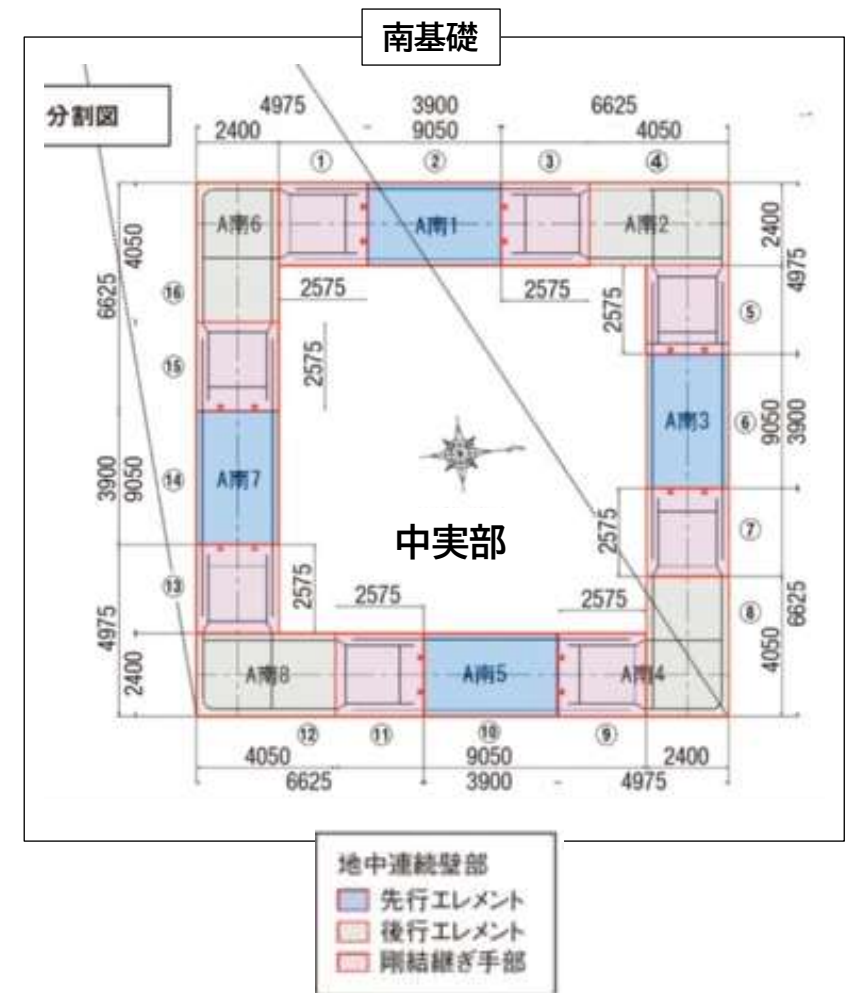 南基礎
分割図
4975 3900 6625
2400 9050 4050
① ② ③ ④
A南6 A南1 A南2
2575 2575
4050
6625
2400
4975
2575
⑤
⑯
⑮
2575
A南3
⑥
9050
3900
3900
9050
⑭
A南7
中実部
2575
⑦
⑬
2575
2575 2575
⑧
6625
4050
4975
2400
A南8 A南5 A南4
⑫ ⑪ ⑩ ⑨
4050 9050 2400
6625 3900 4975
地中連続壁部
先行エレメント
後行エレメント
剛結継ぎ手部